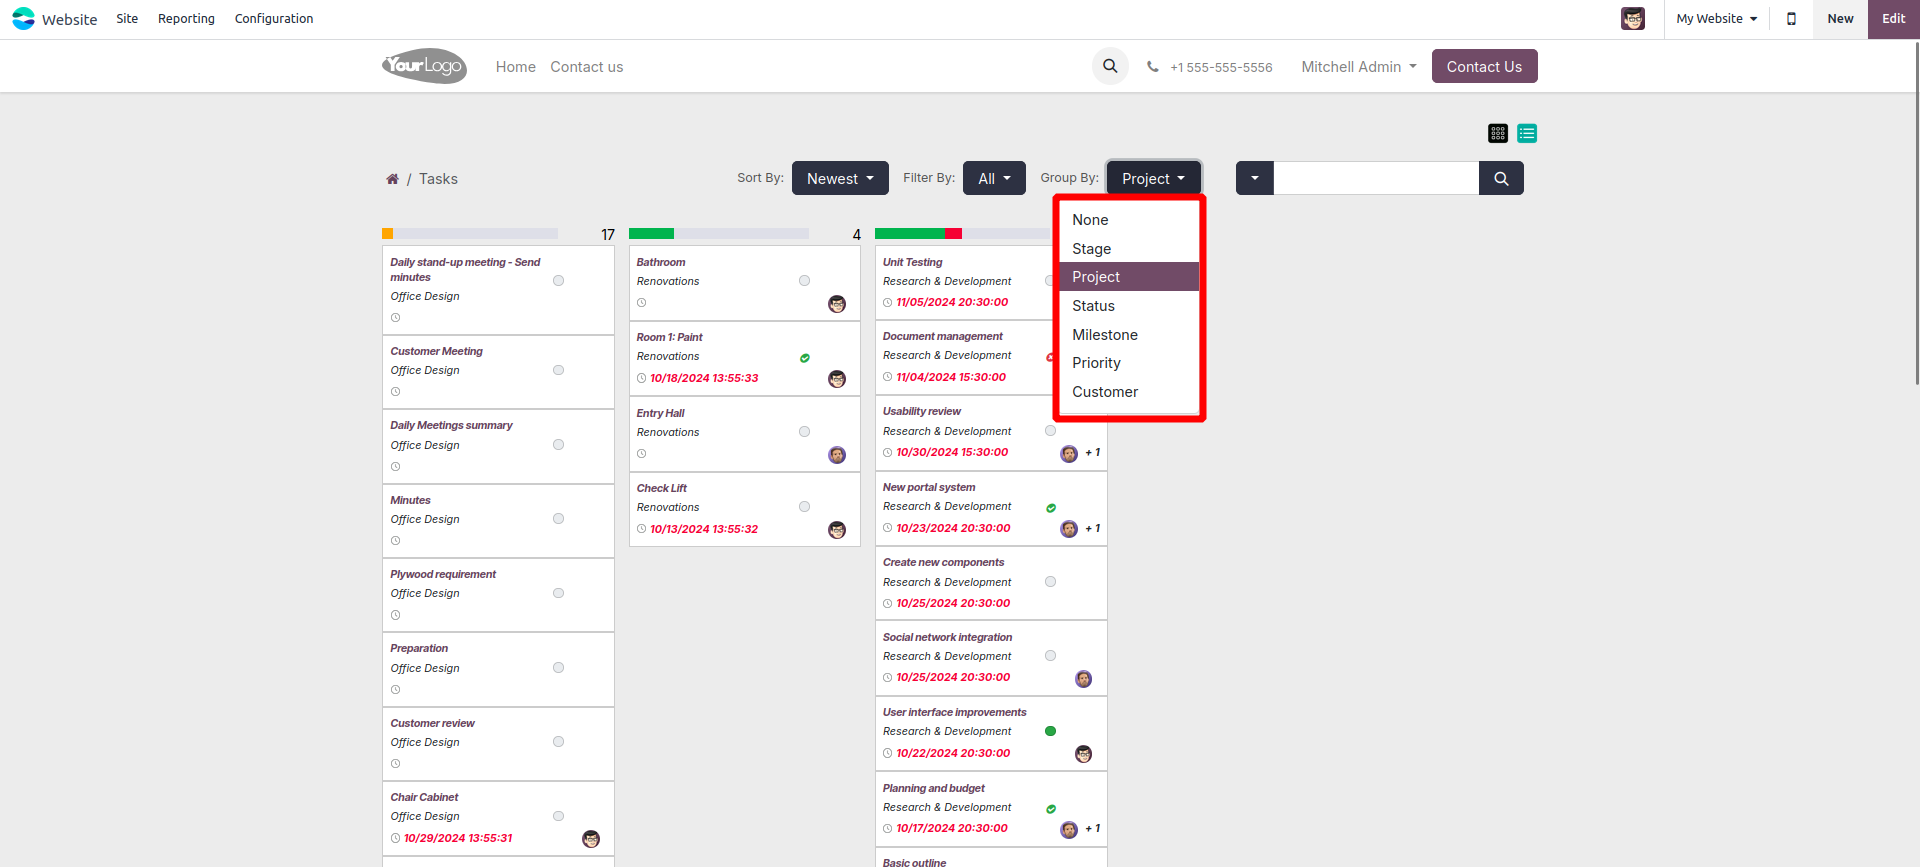 Website Site Reporting Configuration My Website New Edit
YourLogo Home Contact us +1 555-555-5556 Mitchell Admin Contact Us
/ Tasks Sort By: Newest Filter By: All Group By: Project
None
Stage
Project
Status
Milestone
Priority
Customer
17
Daily stand-up meeting - Send
minutes
Office Design
Customer Meeting
Office Design
Daily Meetings summary
Office Design
Minutes
Office Design
Plywood requirement
Office Design
Preparation
Office Design
Customer review
Office Design
Chair Cabinet
Office Design
10/29/2024 13:55:31
4
Bathroom
Renovations
Room 1: Paint
Renovations
10/18/2024 13:55:33
Entry Hall
Renovations
Check Lift
Renovations
10/13/2024 13:55:32
Unit Testing
Research & Development
11/05/2024 20:30:00
Document management
Research & Development
11/04/2024 15:30:00
Usability review
Research & Development
10/30/2024 15:30:00 + 1
New portal system
Research & Development
10/23/2024 20:30:00 + 1
Create new components
Research & Development
10/25/2024 20:30:00
Social network integration
Research & Development
10/25/2024 20:30:00
User interface improvements
Research & Development
10/22/2024 20:30:00
Planning and budget
Research & Development
10/17/2024 20:30:00 + 1
Basic outline